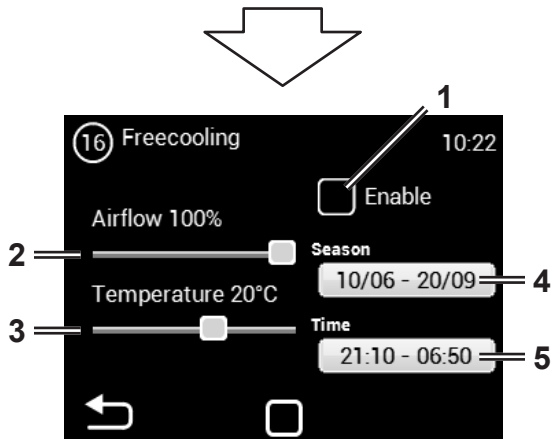 1
16 Freecooling 10:22
Enable
Airflow 100%
2
Season
10/06 - 20/09 4
Temperature 20°C
3
Time
21:10 - 06:50 5